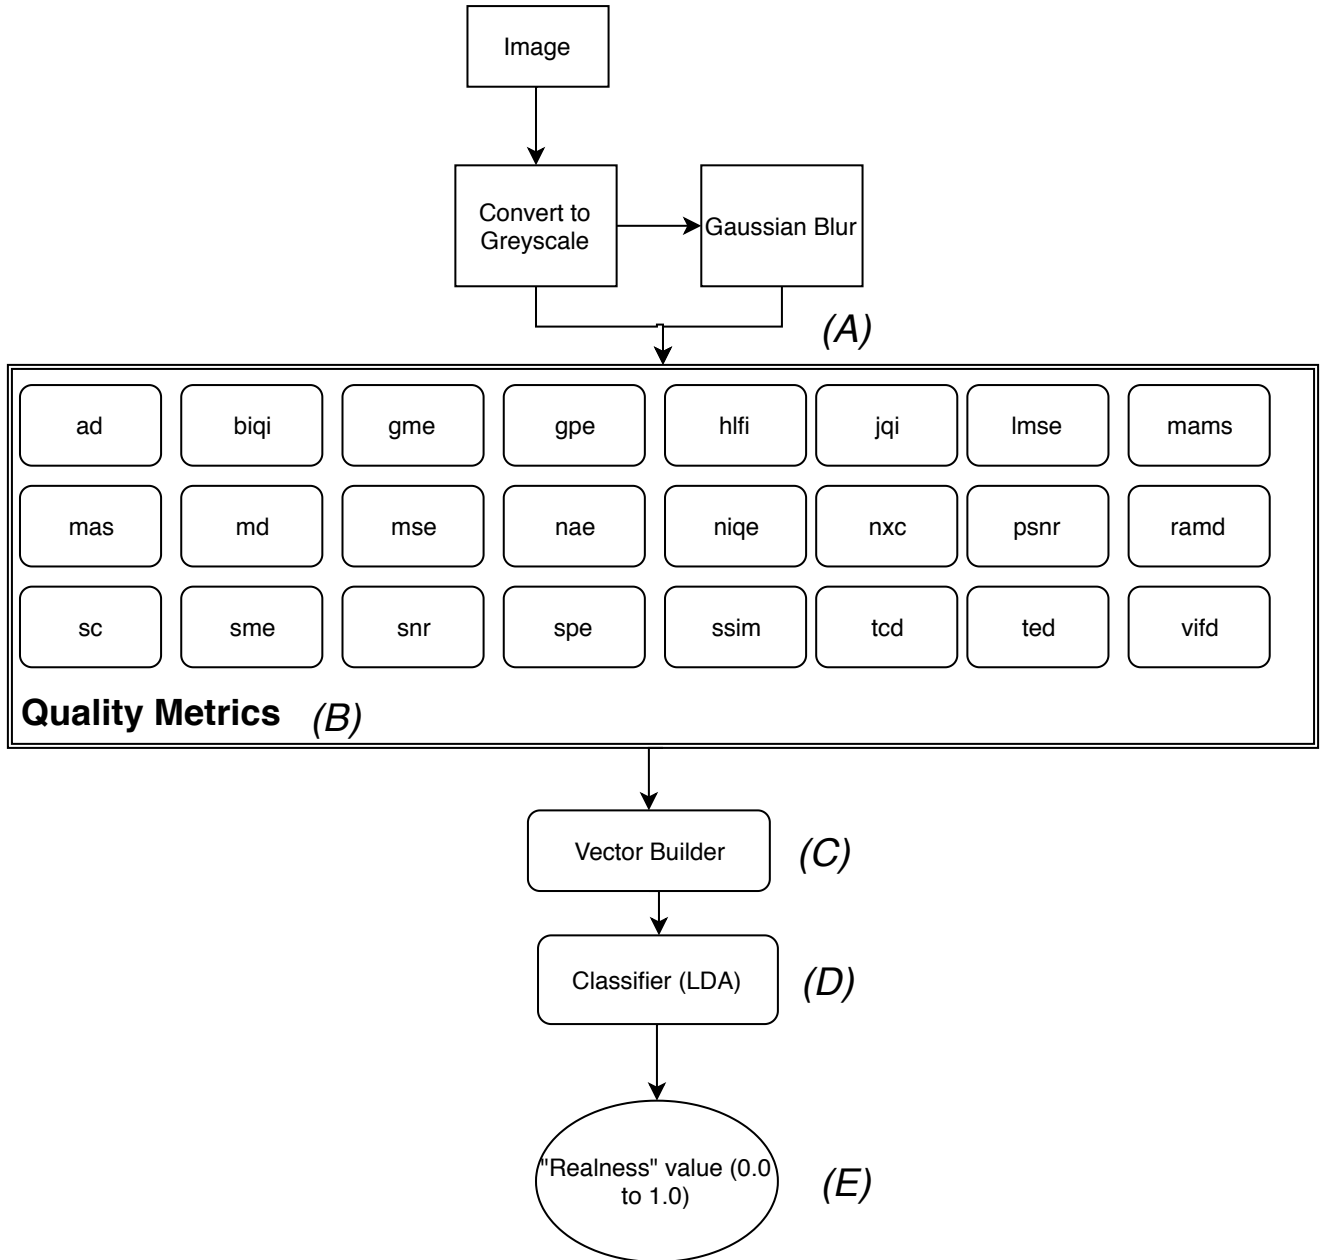 Image
Convert to
Greyscale
Gaussian Blur
(A)
ad biqi gme gpe hlfi jqi lmse mams
mas md mse nae niqe nxc psnr ramd
sc sme snr spe ssim tcd ted vifd
Quality Metrics (B)
Vector Builder (C)
Classifier (LDA) (D)
"Realness" value (0.0
to 1.0)
(E)